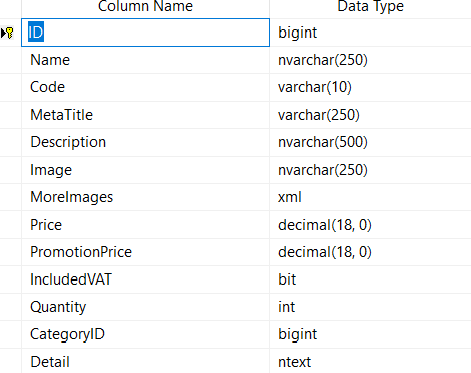 Column Name Data Type
ID bigint
Name nvarchar(250)
Code varchar(10)
MetaTitle varchar(250)
Description nvarchar(500)
Image nvarchar(250)
MoreImages xml
Price decimal(18, 0)
PromotionPrice decimal(18, 0)
IncludedVAT bit
Quantity int
CategoryID bigint
Detail ntext